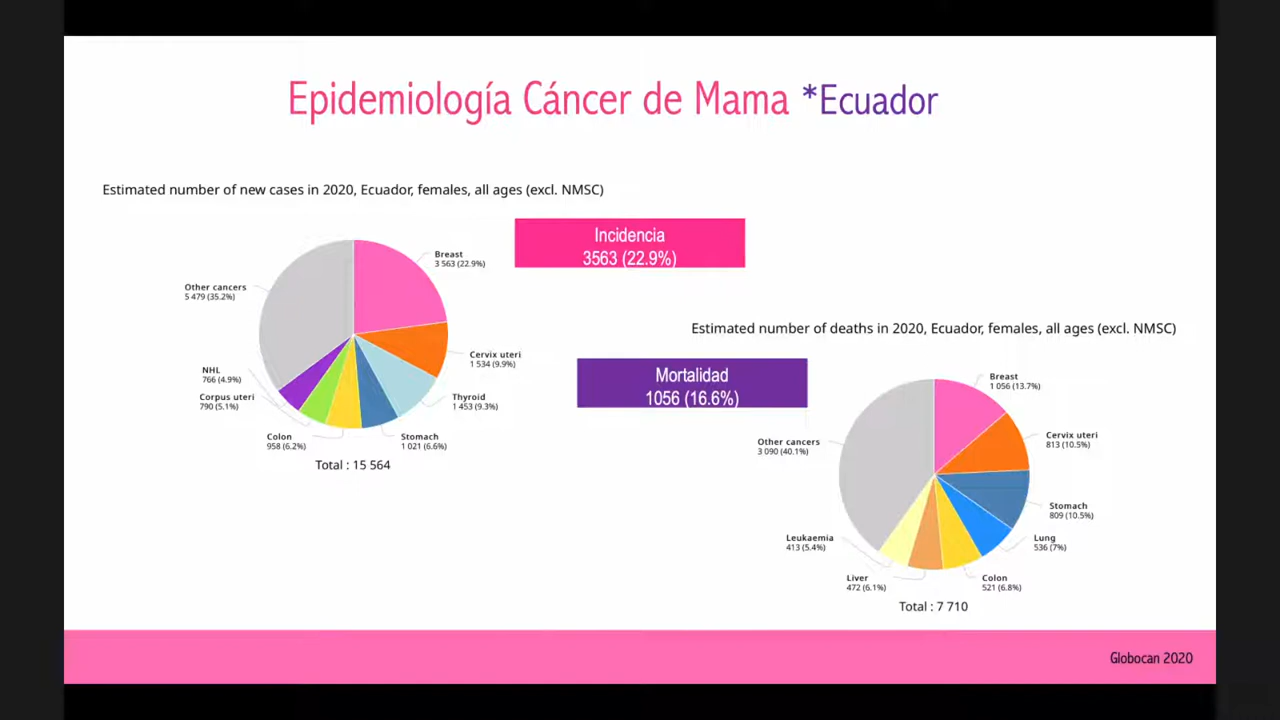 Epidemiología Cáncer de Mama *Ecuador
Estimated number of new cases in 2020, Ecuador, females, all ages (excl. NMSC)
Incidencia
3563 (22.9%)
Breast
3 563 (22.9%)
Other cancers
5 479 (35.2%)
Cervix uteri
1 534 (9.9%)
NHL
766 (4.9%)
Corpus uteri
790 (5.1%)
Thyroid
1 453 (9.3%)
Colon
958 (6.2%)
Stomach
1 021 (6.6%)
Total : 15 564
Estimated number of deaths in 2020, Ecuador, females, all ages (excl. NMSC)
Mortalidad
1056 (16.6%)
Breast
1 056 (13.7%)
Other cancers
3 090 (40.1%)
Cervix uteri
813 (10.5%)
Stomach
809 (10.5%)
Leukaemia
413 (5.4%)
Lung
536 (7%)
Liver
472 (6.1%)
Colon
521 (6.8%)
Total : 7 710
Globocan 2020